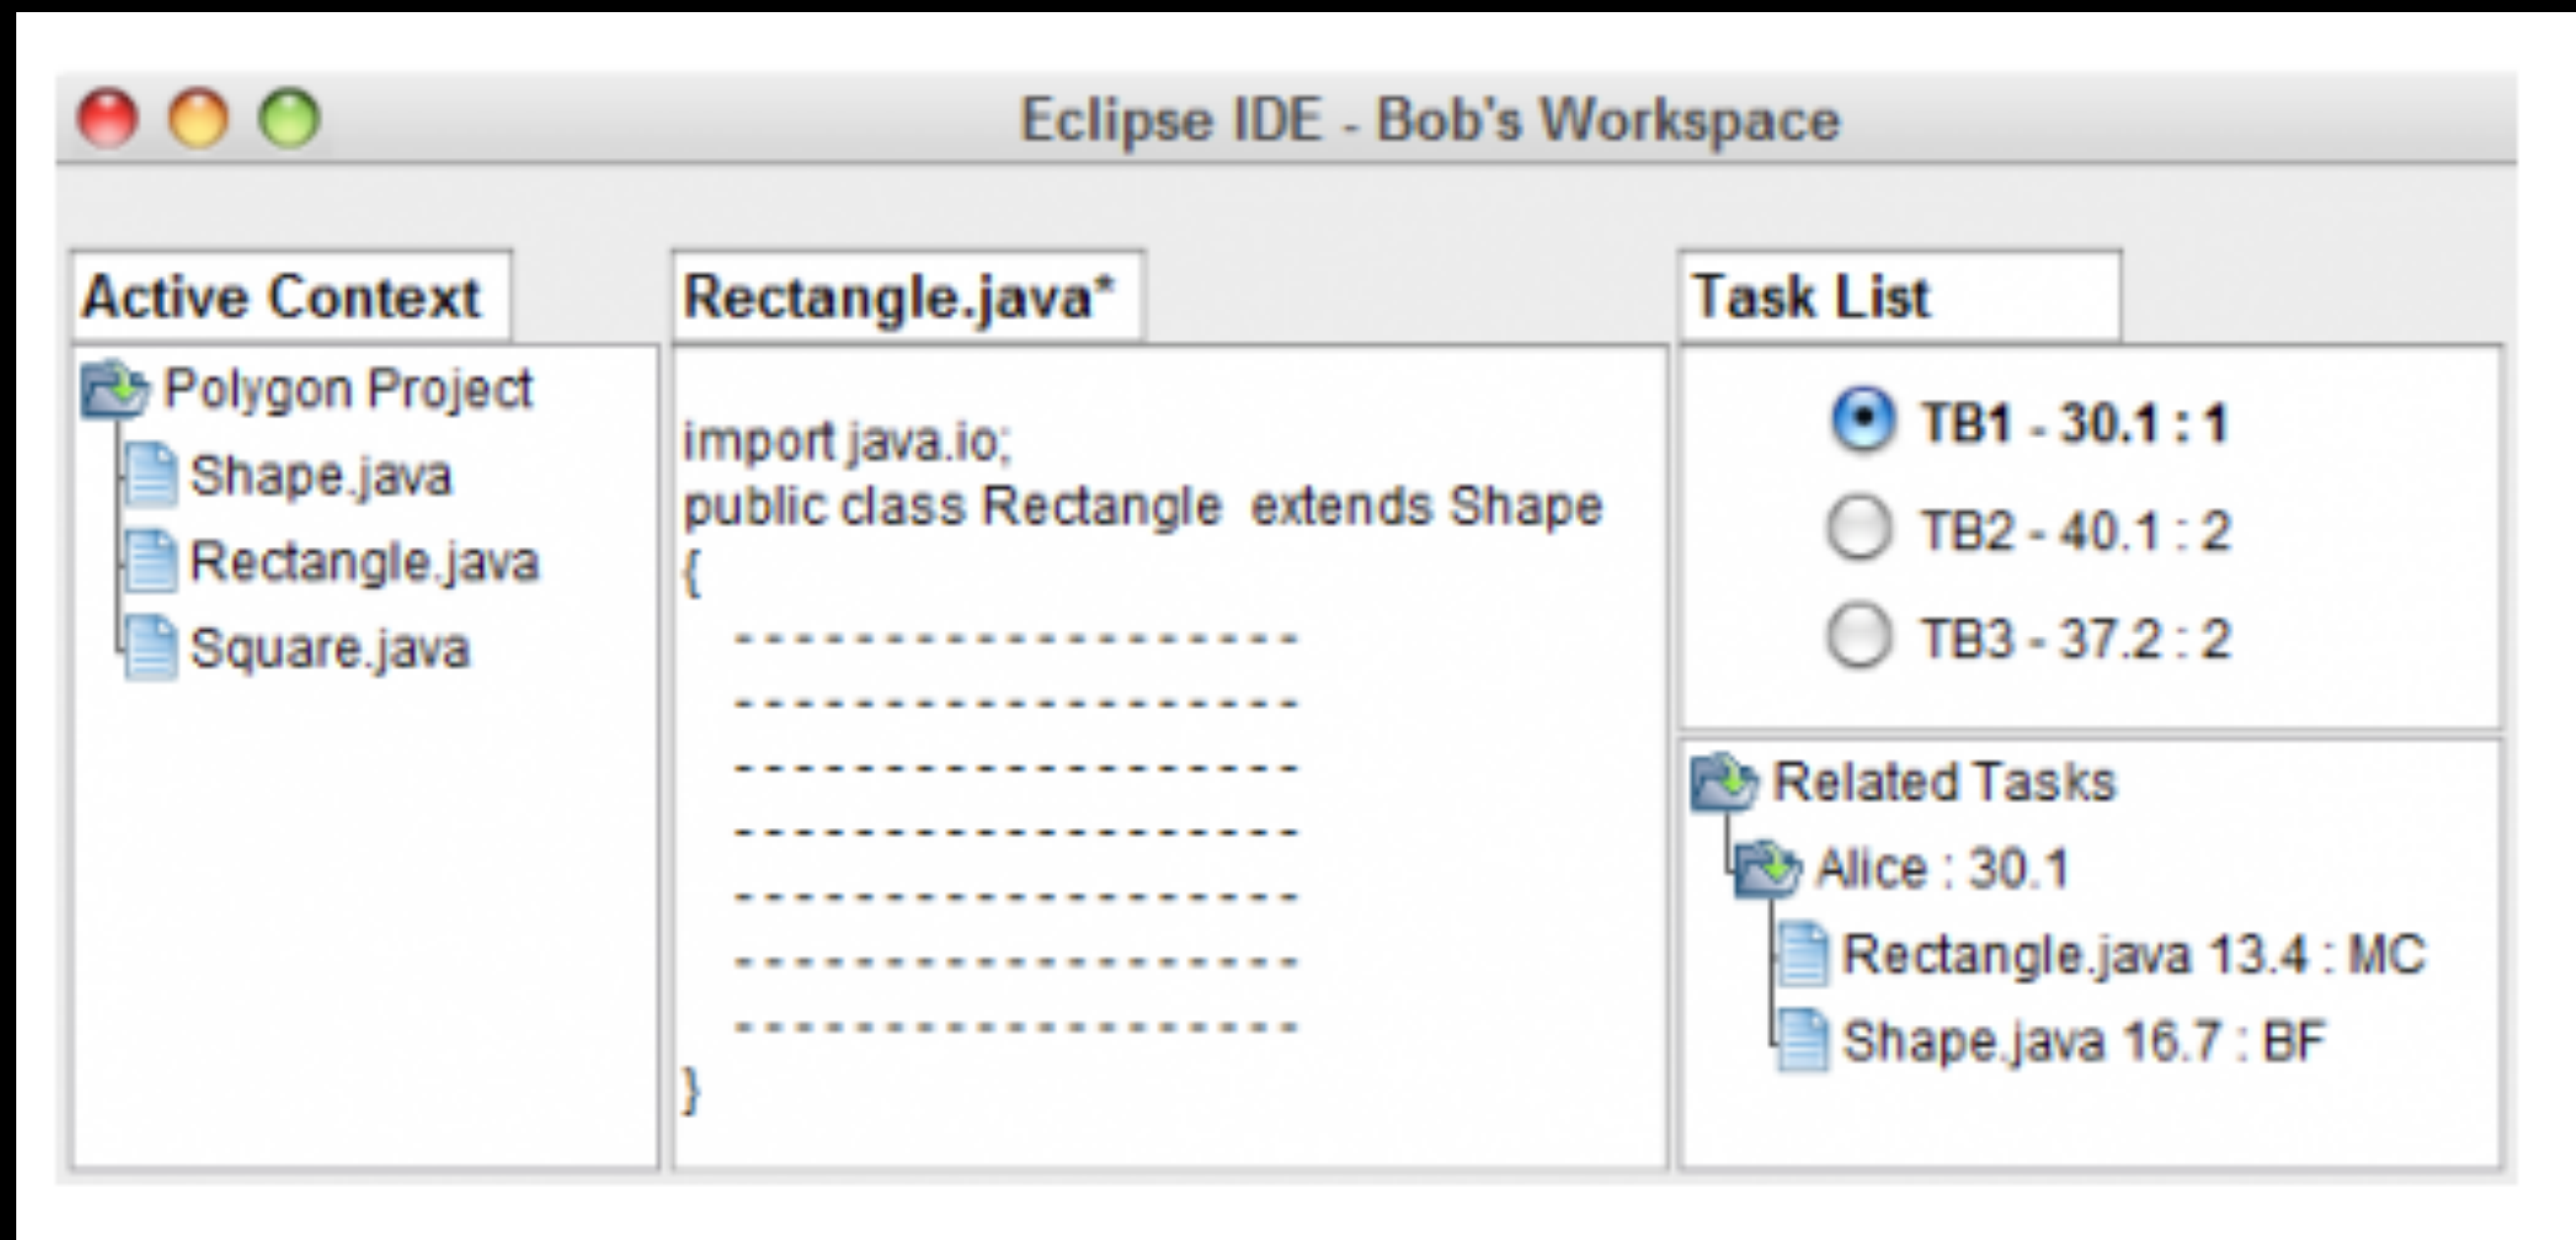 Eclipse IDE - Bob's Workspace
Active Context
Polygon Project
Shape.java
Rectangle.java
Square.java
Rectangle.java*
import java.io;
public class Rectangle  extends Shape
{
- - - - - - - - - - - - - - - - - - -
- - - - - - - - - - - - - - - - - - -
- - - - - - - - - - - - - - - - - - -
- - - - - - - - - - - - - - - - - - -
- - - - - - - - - - - - - - - - - - -
- - - - - - - - - - - - - - - - - - -
- - - - - - - - - - - - - - - - - - -
}
Task List
TB1 - 30.1 : 1
TB2 - 40.1 : 2
TB3 - 37.2 : 2
Related Tasks
Alice : 30.1
Rectangle.java 13.4 : MC
Shape.java 16.7 : BF